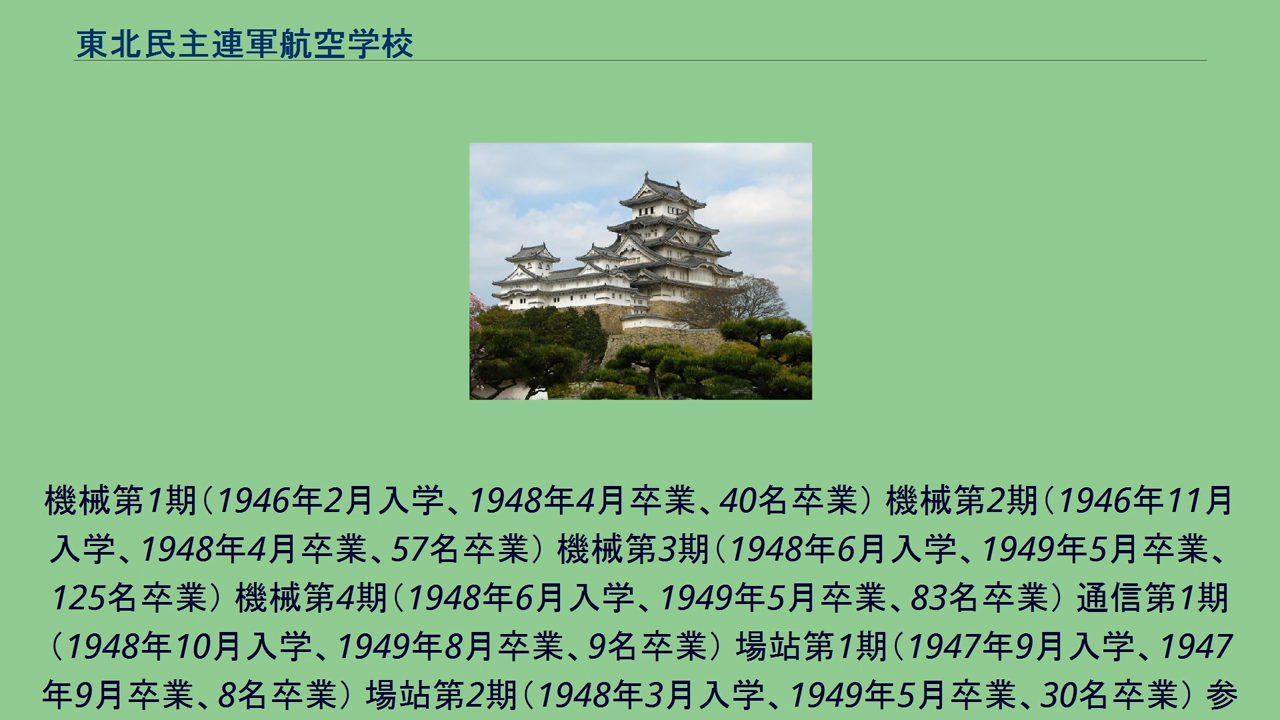 東北民主連軍航空学校
機械第1期（1946年2月入学、1948年4月卒業、40名卒業） 機械第2期（1946年11月
入学、1948年4月卒業、57名卒業） 機械第3期（1948年6月入学、1949年5月卒業、
125名卒業） 機械第4期（1948年6月入学、1949年5月卒業、83名卒業） 通信第1期
（1948年10月入学、1949年8月卒業、9名卒業） 場站第1期（1947年9月入学、1947
年9月卒業、8名卒業） 場站第2期（1948年3月入学、1949年5月卒業、30名卒業） 参